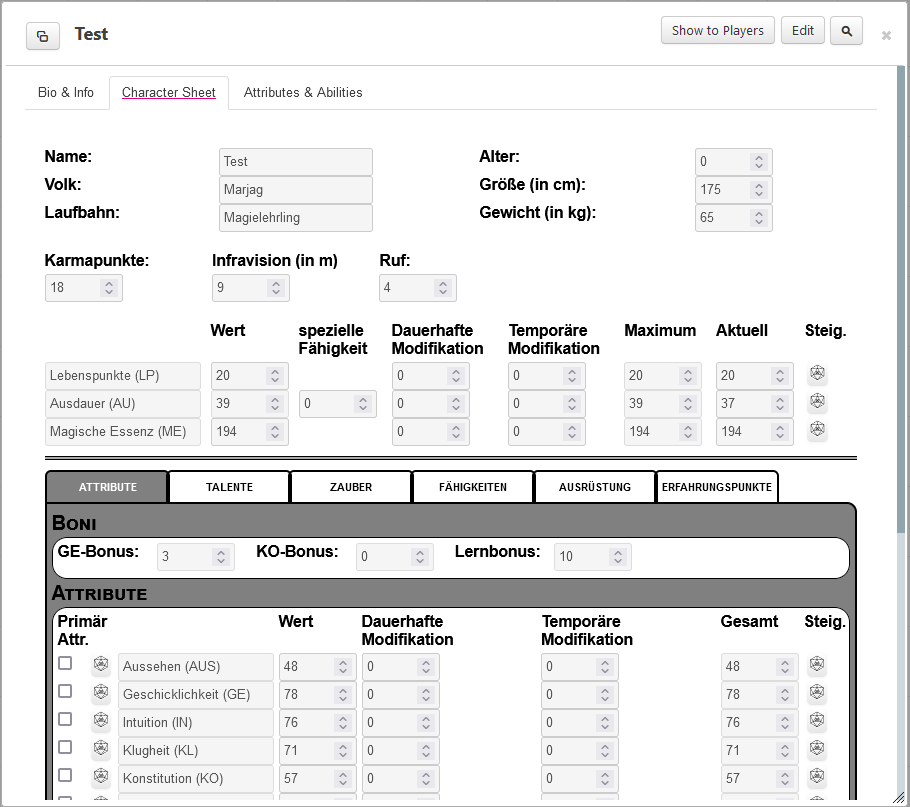 Test Show to Players Edit
Bio & Info Character Sheet Attributes & Abilities
Name: Test Alter: 0
Volk: Marjag Größe (in cm): 175
Laufbahn: Magielehrling Gewicht (in kg): 65
Karmapunkte: Infravision (in m) Ruf:
18 9 4
Wert spezielle Fähigkeit Dauerhafte Modifikation Temporäre Modifikation Maximum Aktuell Steig.
Lebenspunkte (LP) 20 0 0 20 20
Ausdauer (AU) 39 0 0 0 39 37
Magische Essenz (ME) 194 0 0 194 194
ATTRIBUTE TALENTE ZAUBER FÄHIGKEITEN AUSRÜSTUNG ERFAHRUNGSPUNKTE
Boni
GE-Bonus: 3 KO-Bonus: 0 Lernbonus: 10
Attribute
Primär Attr. Wert Dauerhafte Modifikation Temporäre Modifikation Gesamt Steig.
Aussehen (AUS) 48 0 0 48
Geschicklichkeit (GE) 78 0 0 78
Intuition (IN) 76 0 0 76
Klugheit (KL) 71 0 0 71
Konstitution (KO) 57 0 0 57